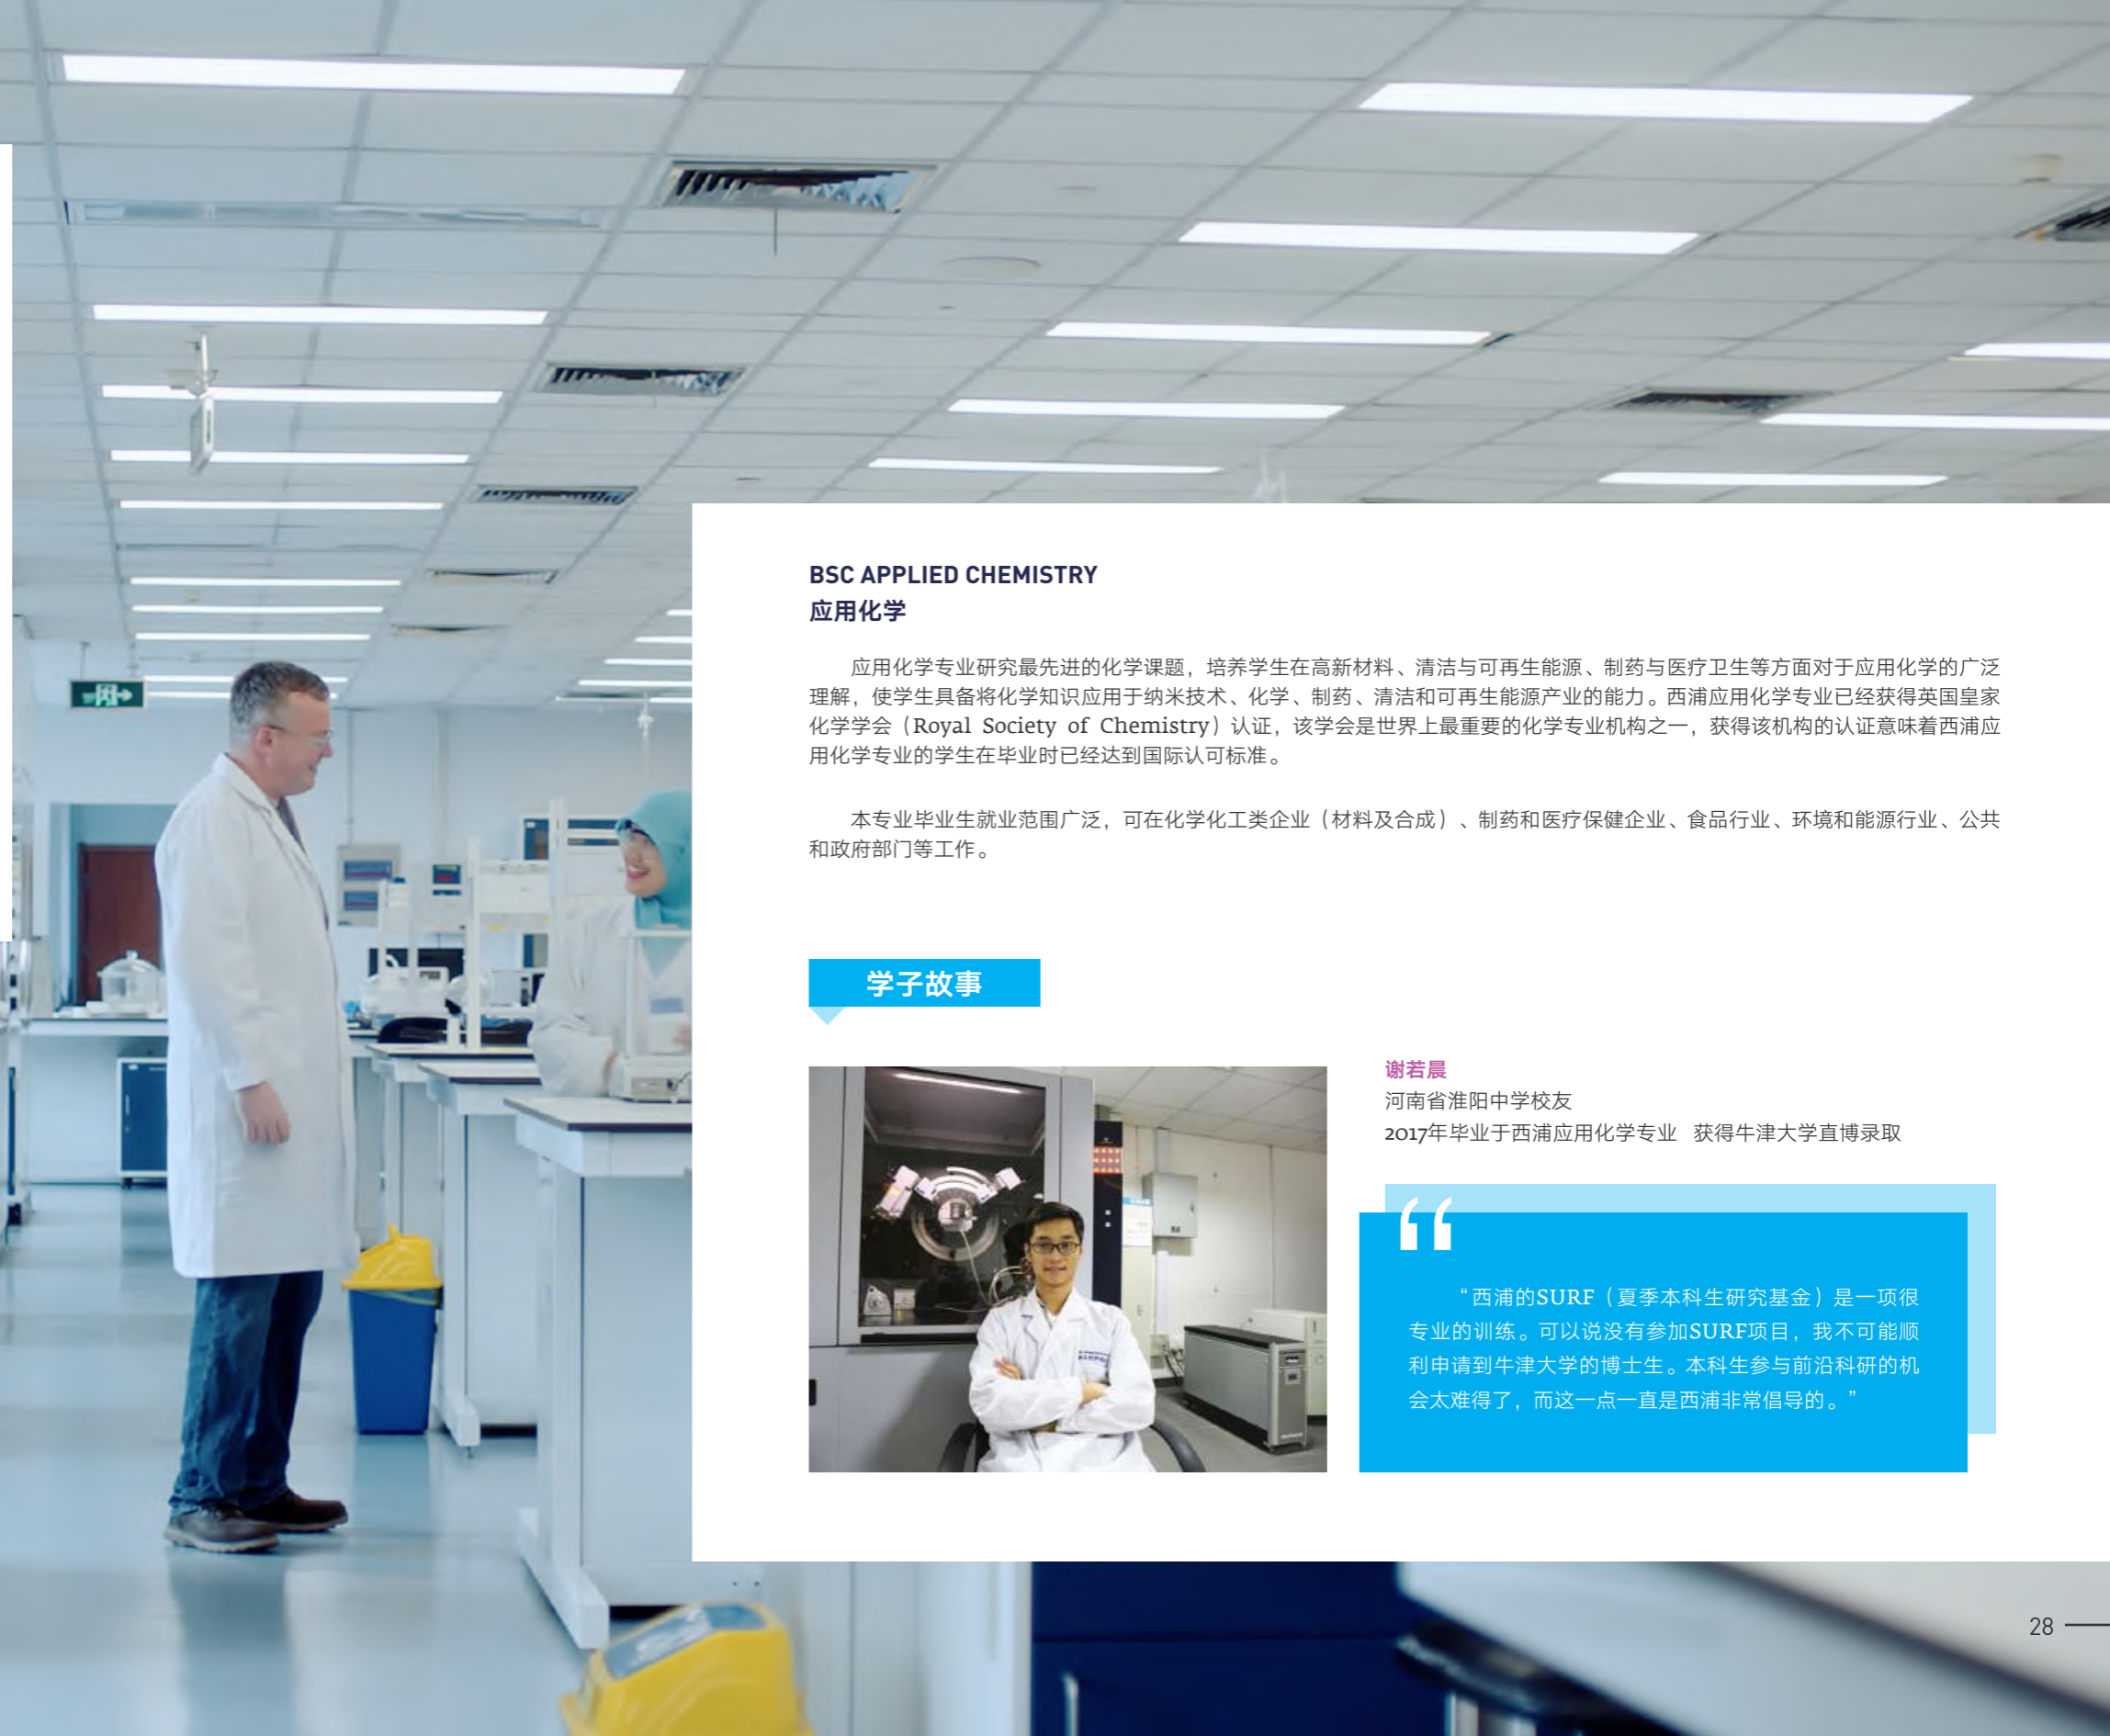 BSC APPLIED CHEMISTRY
应用化学
应用化学专业研究最先进的化学课题，培养学生在高新材料、清洁与可再生能源、制药与医疗卫生等方面对于应用化学的广泛
理解，使学生具备将化学知识应用于纳米技术、化学、制药、清洁和可再生能源产业的能力。西浦应用化学专业已经获得英国皇家
化学学会（Royal Society of Chemistry）认证，该学会是世界上最重要的化学专业机构之一，获得该机构的认证意味着西浦应
用化学专业的学生在毕业时已经达到国际认可标准。
本专业毕业生就业范围广泛，可在化学化工类企业（材料及合成）、制药和医疗保健企业、食品行业、环境和能源行业、公共
和政府部门等工作。
学子故事
谢若晨
河南省淮阳中学校友
2017年毕业于西浦应用化学专业 获得牛津大学直博录取
“西浦的SURF（夏季本科生研究基金）是一项很
专业的训练。可以说没有参加SURF项目，我不可能顺
利申请到牛津大学的博士生。本科生参与前沿科研的机
会太难得了，而这一点一直是西浦非常倡导的。”
28